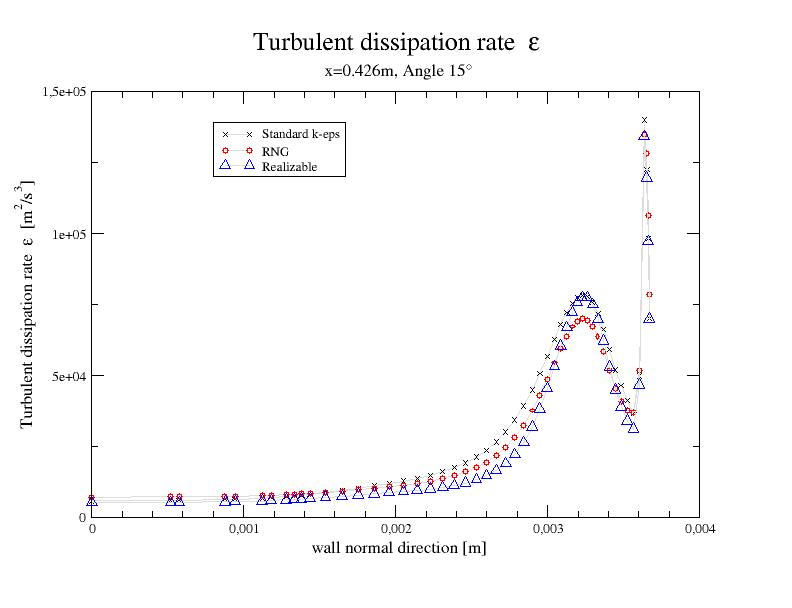 Turbulent dissipation rate ε
x=0.426m, Angle 15°
1,5e+05
Standard k-eps
RNG
Realizable
1e+05
Turbulent dissipation rate ε [m²/s³]
5e+04
0
0 0,001 0,002 0,003 0,004
wall normal direction [m]